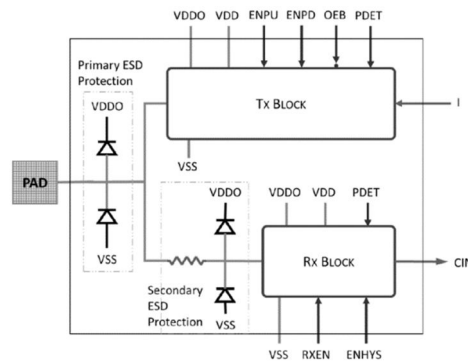 VDDO VDD ENPU ENPD OEB PDET
Primary ESD
Protection
VDDO
TX BLOCK
I
VSS
PAD
VSS
VDDO
VDDO VDD PDET
RX BLOCK
CIN
Secondary
ESD
Protection
VSS
VSS RXEN ENHYS